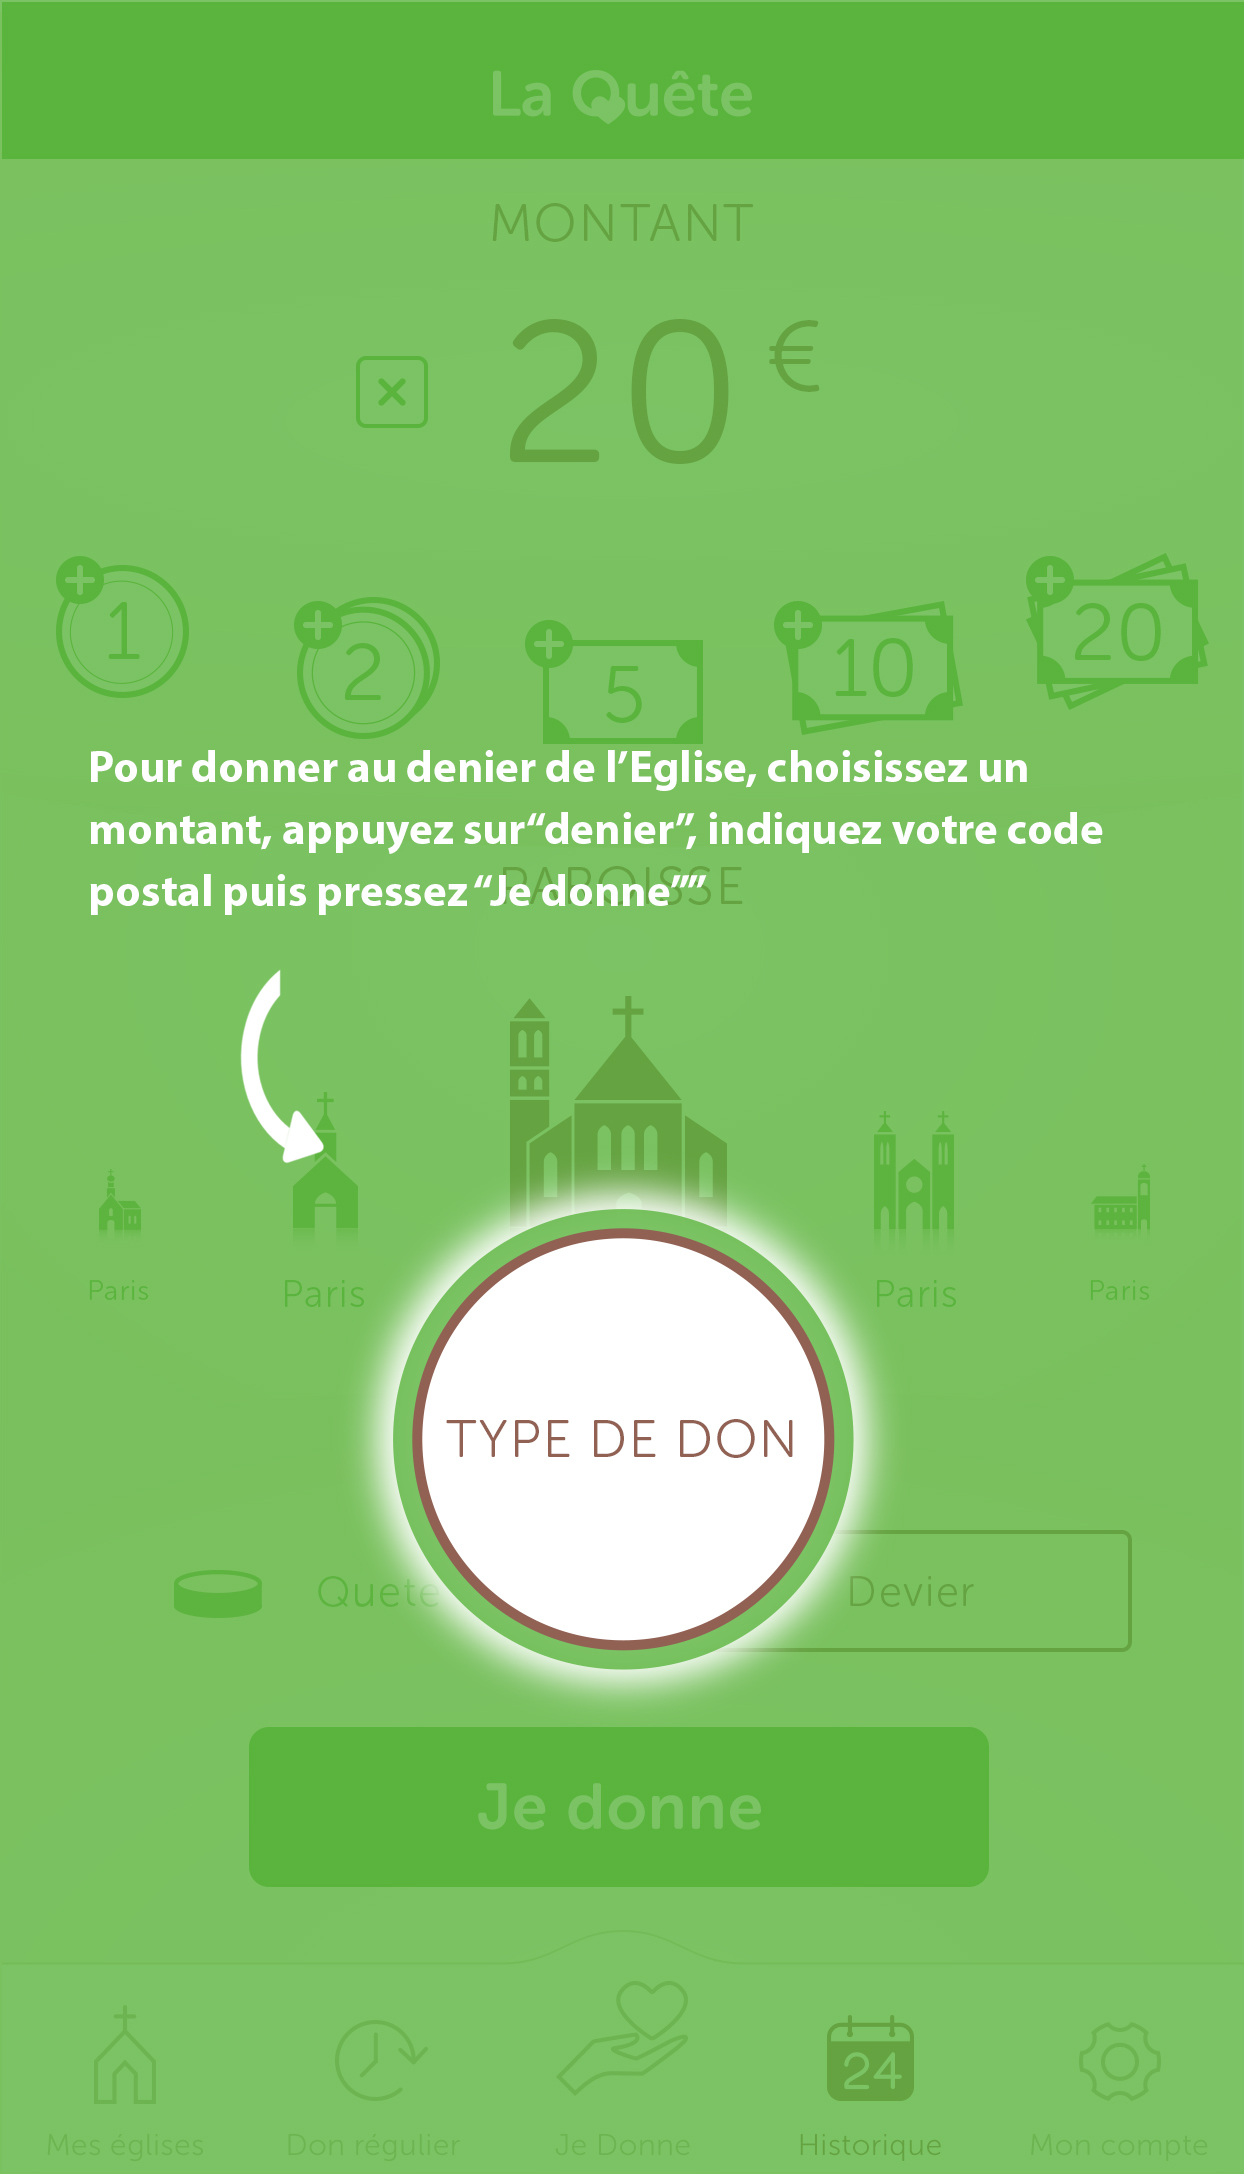 La Quête
MONTANT
20 €
1
2
5
10
20
Pour donner au denier de l’Eglise, choisissez un
montant, appuyez sur“denier”, indiquez votre code
postal puis pressez “Je donne””
PAROISSE
Paris
Paris
Paris
Paris
TYPE DE DON
Quete
Devier
Je donne
24
Mes églises
Don régulier
Je Donne
Historique
Mon compte